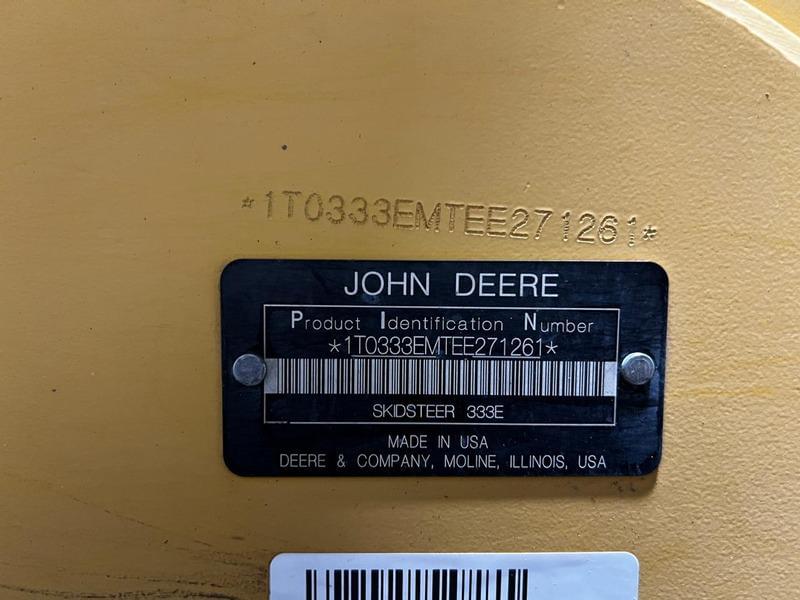 *1T0333EMTEE271261*
JOHN DEERE
Product Identification Number
*1T0333EMTEE271261*
SKIDSTEER 333E
MADE IN USA
DEERE & COMPANY, MOLINE, ILLINOIS, USA